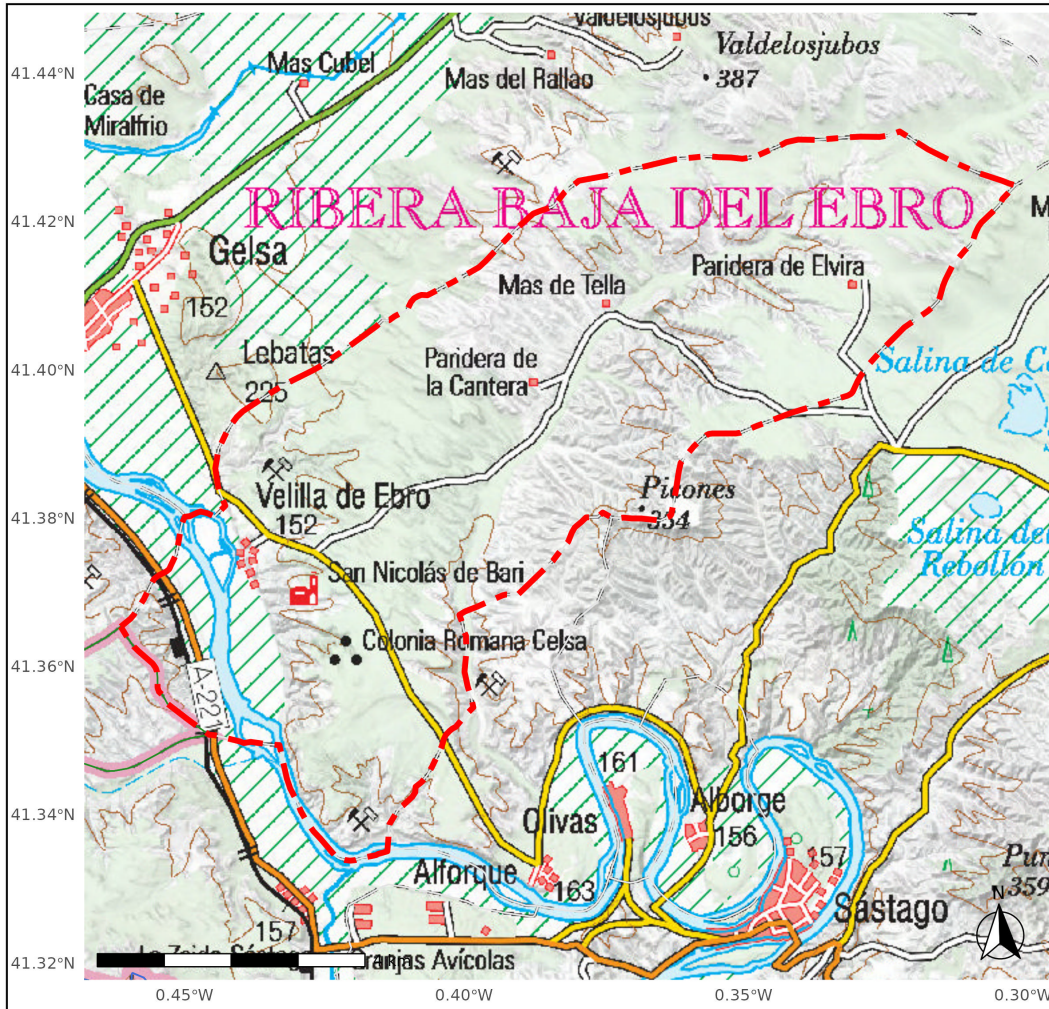 Valdelosjubos
Valdelosjubos
387
Mas Cubel
Mas del Rallao
Casa de
Miralfrio
41.44°N
RIBERA BAJA DEL EBRO
41.42°N
M
Gelsa
Paridera de Elvira
Mas de Tella
152
Lebatas
225
Paridera de
la Cantera
41.40°N
Salina de Co
S
Velilla de Ebro
152
Picones
334
41.38°N
Salina del
Rebollón
San Nicolás de Bari
Colonia Romana Celsa
41.36°N
A-221
161
Olivas
Alborge
156
41.34°N
Alforque
163
157
Pun
359
Sastago
157
N
41.32°N
Granjas Avícolas
0.45°W
0.40°W
0.35°W
0.30°W